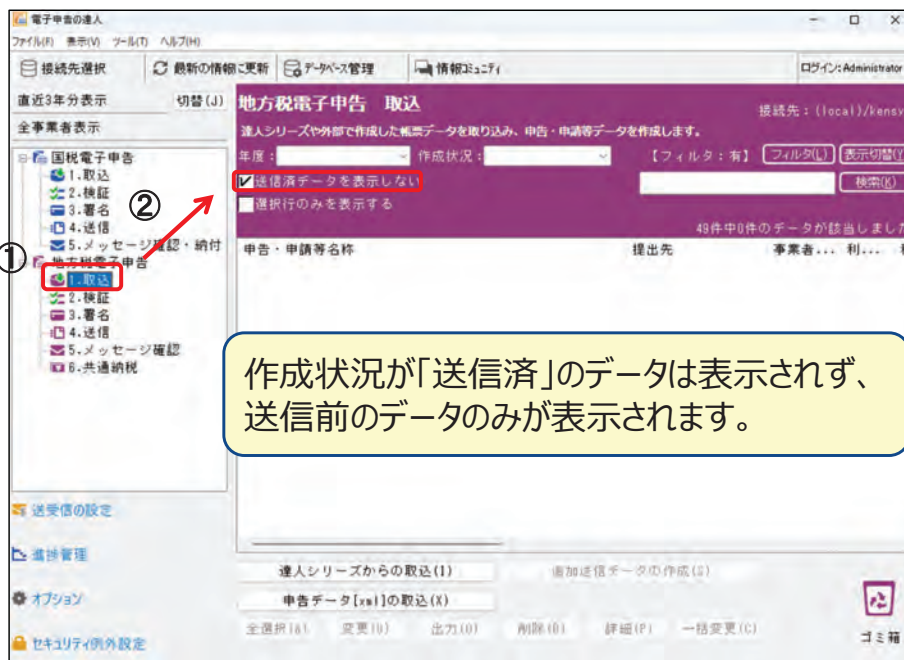 電子申告の達人
ファイル(F) 表示(V) ツール(T) ヘルプ(H)
接続先選択 最新の情報に更新 データベース管理 情報コミュニティ ログイン:Administrator
直近3年分表示 切替(J)
全事業者表示
国税電子申告
1.取込
2.検証
3.署名
4.送信
5.メッセージ確認・納付
地方税電子申告
1.取込
2.検証
3.署名
4.送信
5.メッセージ確認
6.共通納税
①
②
送受信の設定
進捗管理
オプション
セキュリティ例外設定
地方税電子申告 取込
接続先:(local)/kensv
達人シリーズや外部で作成した帳票データを取り込み、申告・申請等データを作成します。
年度: 作成状況: 【フィルタ:有】 フィルタ(L) 表示切替(Y
送信済データを表示しない 検索(K)
選択行のみを表示する
49件中0件のデータが該当しました
申告・申請等名称 提出先 事業者... 利...
作成状況が「送信済」のデータは表示されず、
送信前のデータのみが表示されます。
達人シリーズからの取込(I) 追加送信データの作成(S)
申告データ[xml]の取込(X)
全選択(A) 変更(U) 出力(O) 削除(D) 詳細(P) 一括変更(C)
ゴミ箱